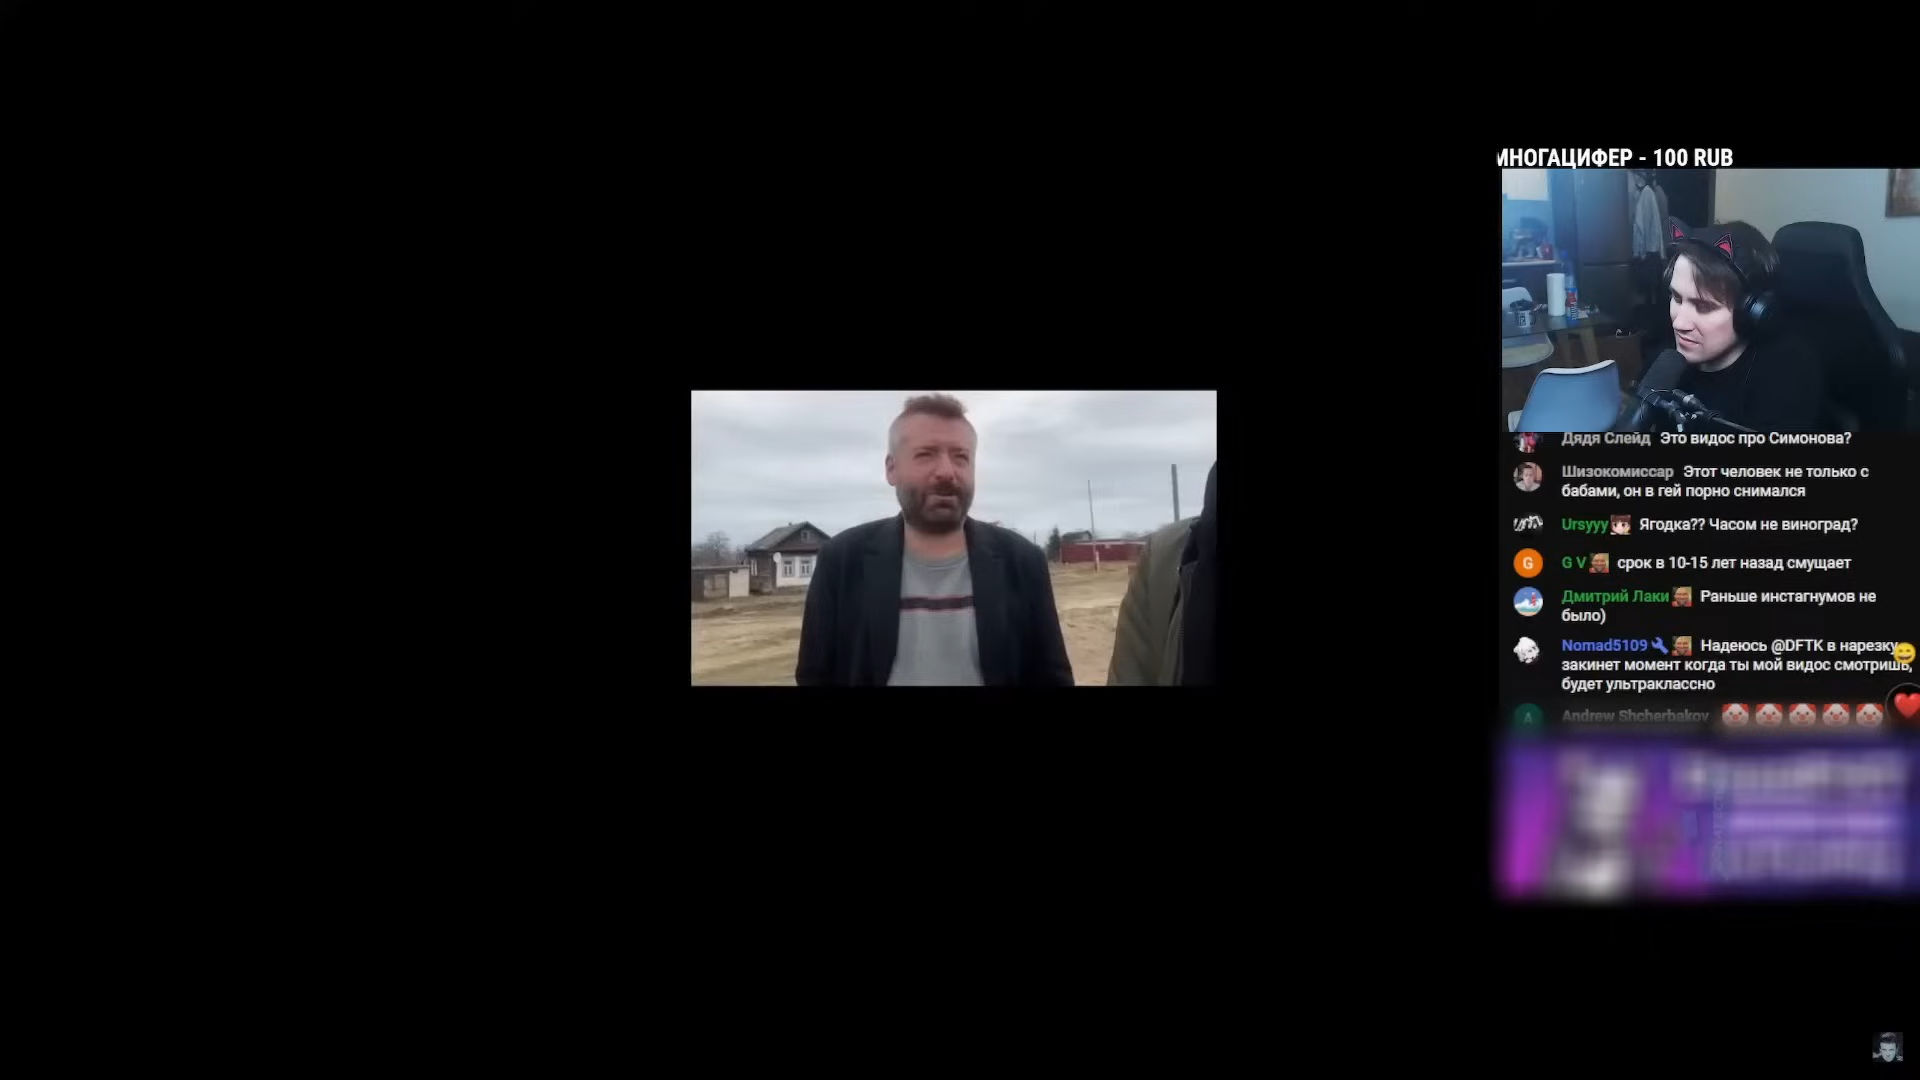 МНОГАЦИФЕР - 100 RUB
Дядя Слейд Это видос про Симонова?
Шизокомиссар Этот человек не только с
бабами, он в гей порно снимался
Ursyyy Ягодка?? Часом не виноград?
G
G V срок в 10-15 лет назад смущает
Дмитрий Лаки Раньше инстагнумов не
было)
Nomad5109 Надеюсь @DFTK в нарезку
закинет момент когда ты мой видос смотришь,
будет ультраклассно
A
Andrew Shcherbakov